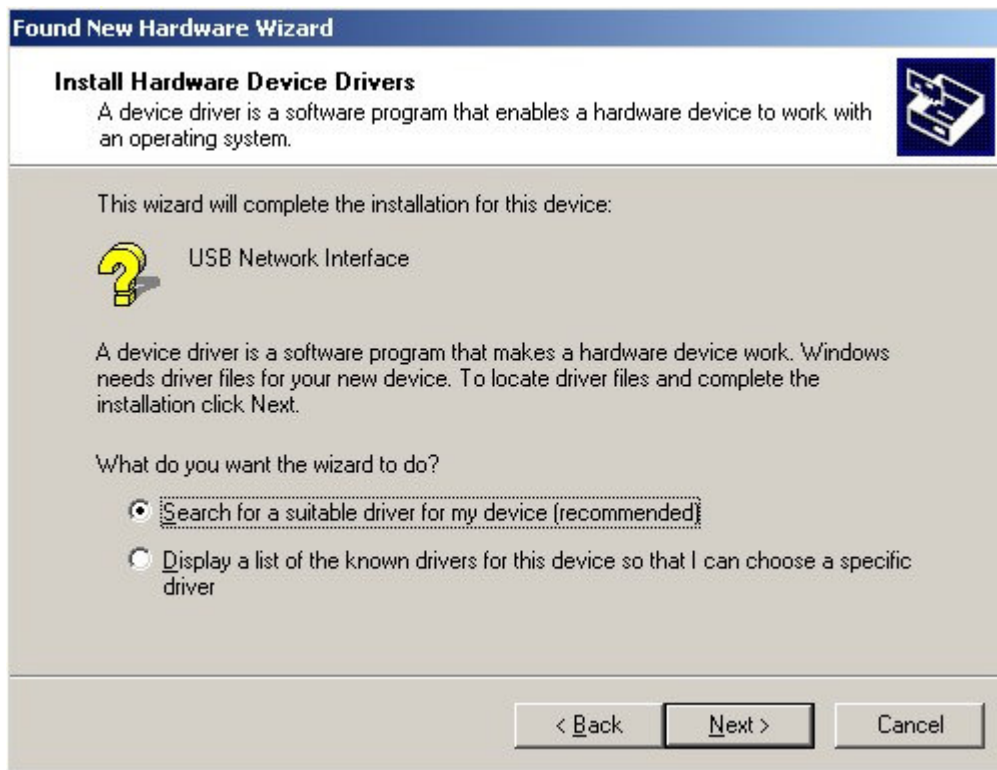 Found New Hardware Wizard
Install Hardware Device Drivers
A device driver is a software program that enables a hardware device to work with
an operating system.
This wizard will complete the installation for this device:
USB Network Interface
A device driver is a software program that makes a hardware device work. Windows
needs driver files for your new device. To locate driver files and complete the
installation click Next.
What do you want the wizard to do?
Search for a suitable driver for my device (recommended)
Display a list of the known drivers for this device so that I can choose a specific
driver
< Back
Next >
Cancel